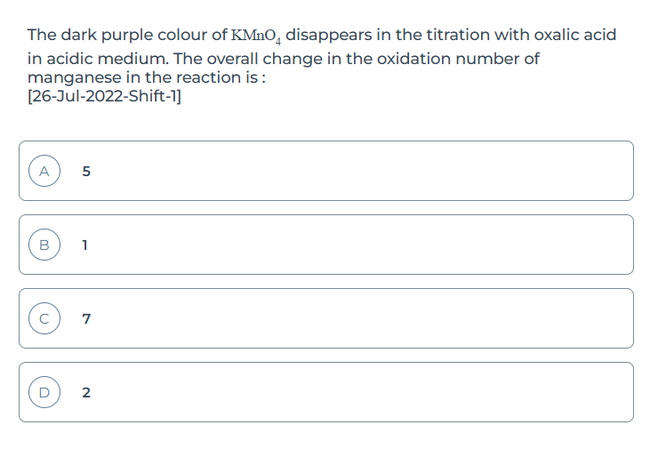 The dark purple colour of KMnO₄ disappears in the titration with oxalic acid
in acidic medium. The overall change in the oxidation number of
manganese in the reaction is :
[26-Jul-2022-Shift-1]
A 5
B 1
C 7
D 2